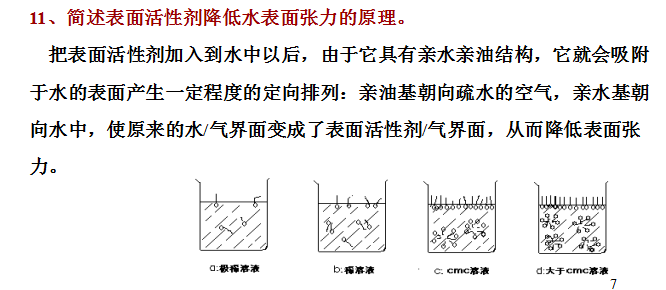 11、简述表面活性剂降低水表面张力的原理。
把表面活性剂加入到水中以后，由于它具有亲水亲油结构，它就会吸附
于水的表面产生一定程度的定向排列：亲油基朝向疏水的空气，亲水基朝
向水中，使原来的水/气界面变成了表面活性剂/气界面，从而降低表面张
力。
a:极稀溶液 b:稀溶液 c: cmc溶液 d:大于cmc溶液
7